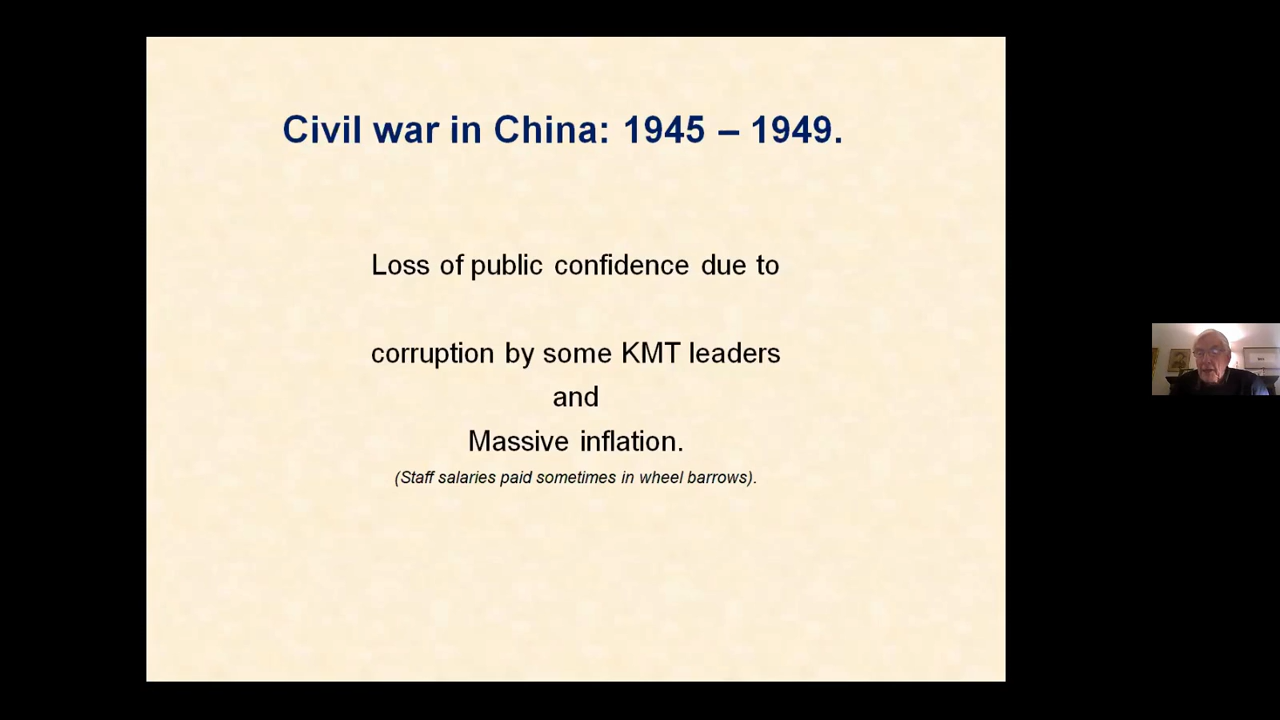 Civil war in China: 1945 – 1949.
Loss of public confidence due to
corruption by some KMT leaders
and
Massive inflation.
(Staff salaries paid sometimes in wheel barrows).